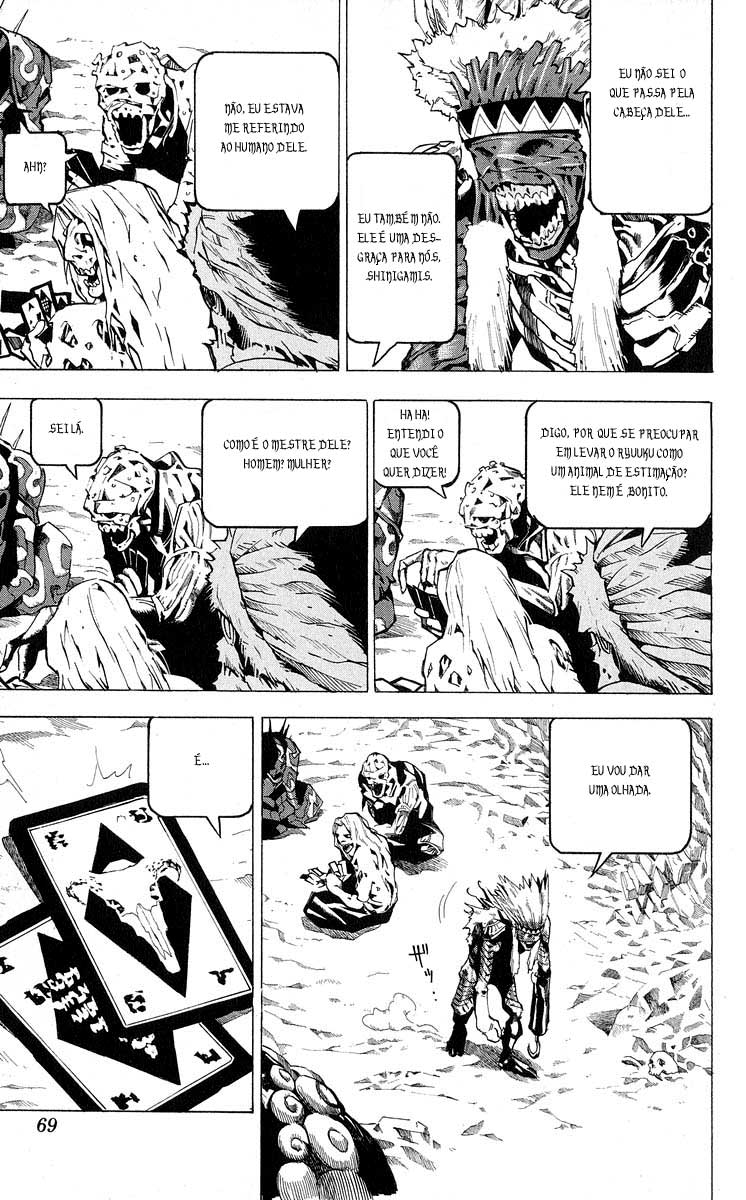 EU NÃO SEI O
QUE PASSA PELA
CABEÇA DELE...
EU TAMBÉM NÃO.
ELE É UMA DES-
GRAÇA PARA NÓS,
SHINIGAMIS.
NÃO, EU ESTAVA
ME REFERINDO
AO HUMANO DELE.
AHN?
DIGO, POR QUE SE PREOCUPAR
EM LEVAR O RYUUKU COMO
UM ANIMAL DE ESTIMAÇÃO?
ELE NEM É BONITO.
HA HA!
ENTENDI O
QUE VOCÊ
QUER DIZER!
COMO É O MESTRE DELE?
HOMEM? MULHER?
SEI LÁ.
EU VOU DAR
UMA OLHADA.
É...
69